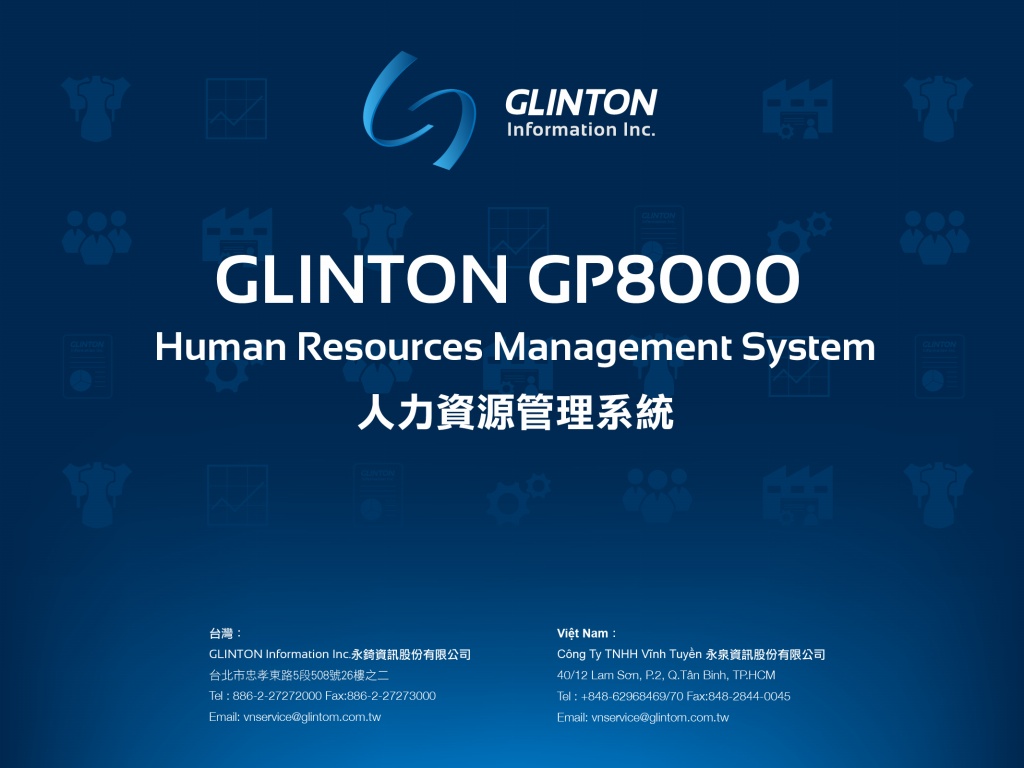 GLINTON
Information Inc.
GLINTON GP8000
Human Resources Management System
人力資源管理系統
台灣：
GLINTON Information Inc.永錡資訊股份有限公司
台北市忠孝東路5段508號26樓之二
Tel : 886-2-27272000 Fax:886-2-27273000
Email: vnservice@glintom.com.tw
Việt Nam：
Công Ty TNHH Vĩnh Tuyền 永泉資訊股份有限公司
40/12 Lam Sơn, P.2, Q.Tân Bình, TP.HCM
Tel : +848-62968469/70 Fax:848-2844-0045
Email: vnservice@glintom.com.tw